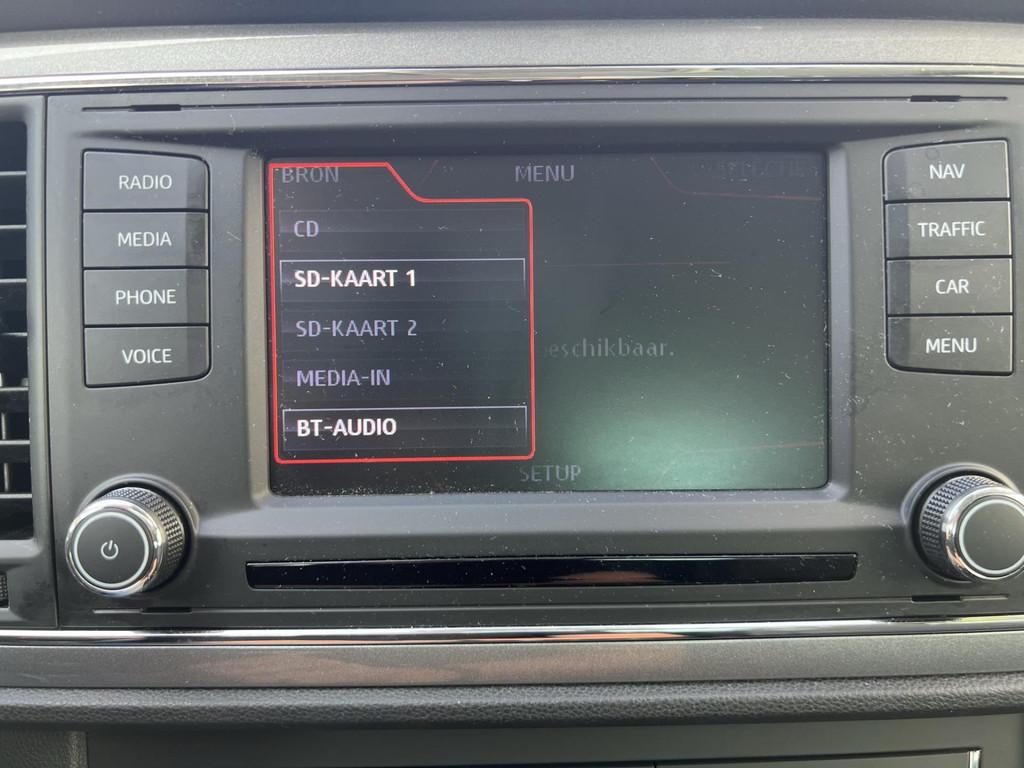 RADIO
MEDIA
PHONE
VOICE
BRON
MENU
CD
SD-KAART 1
SD-KAART 2
MEDIA-IN
BT-AUDIO
SETUP
NAV
TRAFFIC
CAR
MENU